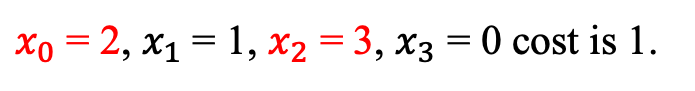 x₀ = 2, x₁ = 1, x₂ = 3, x₃ = 0 cost is 1.